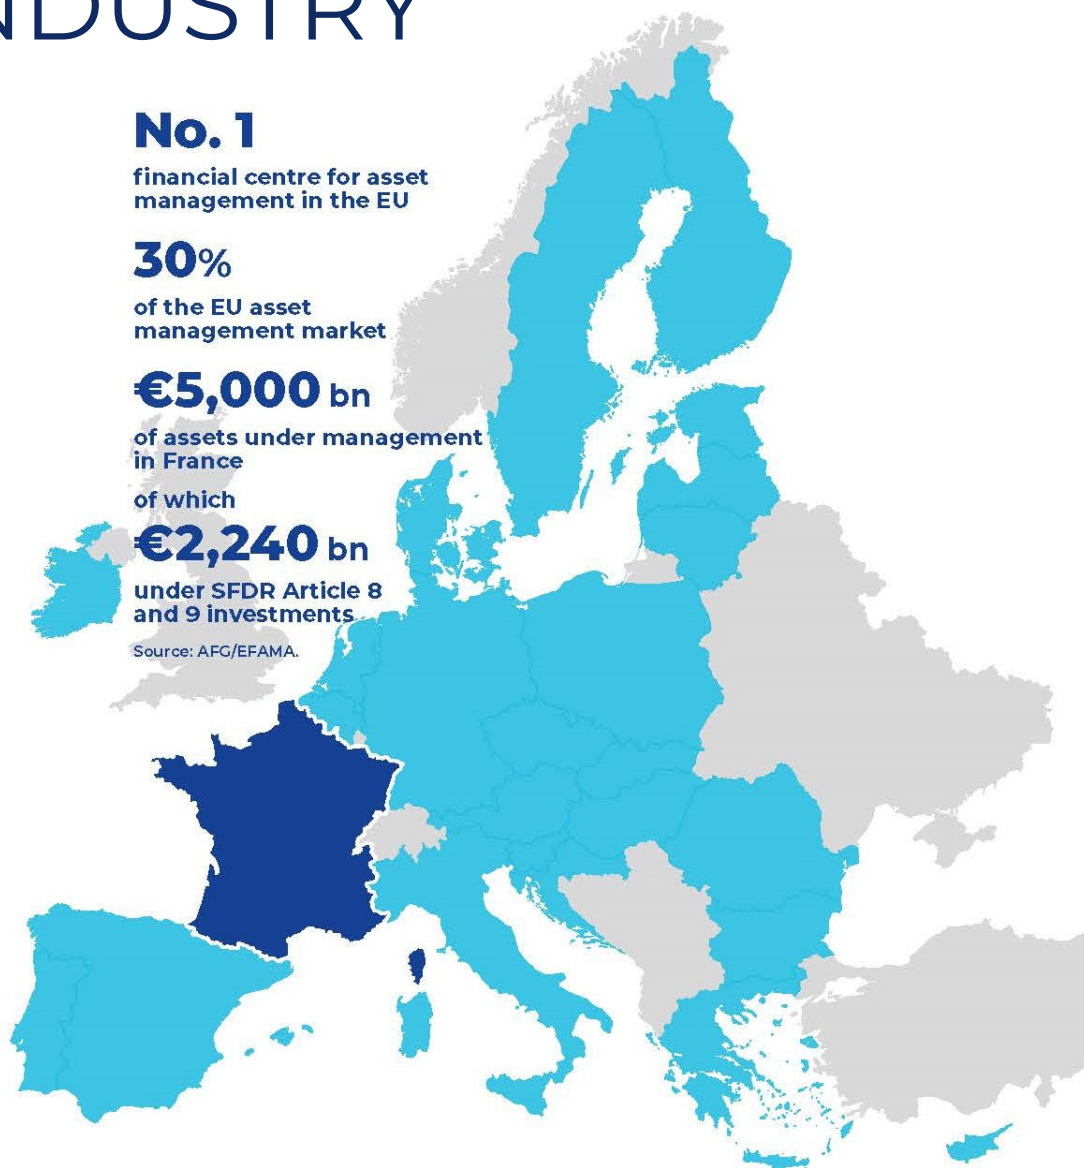 NDUSTRY
No. 1
financial centre for asset
management in the EU
30%
of the EU asset
management market
€5,000 bn
of assets under management
in France
of which
€2,240 bn
under SFDR Article 8
and 9 investments
Source: AFG/EFAMA.